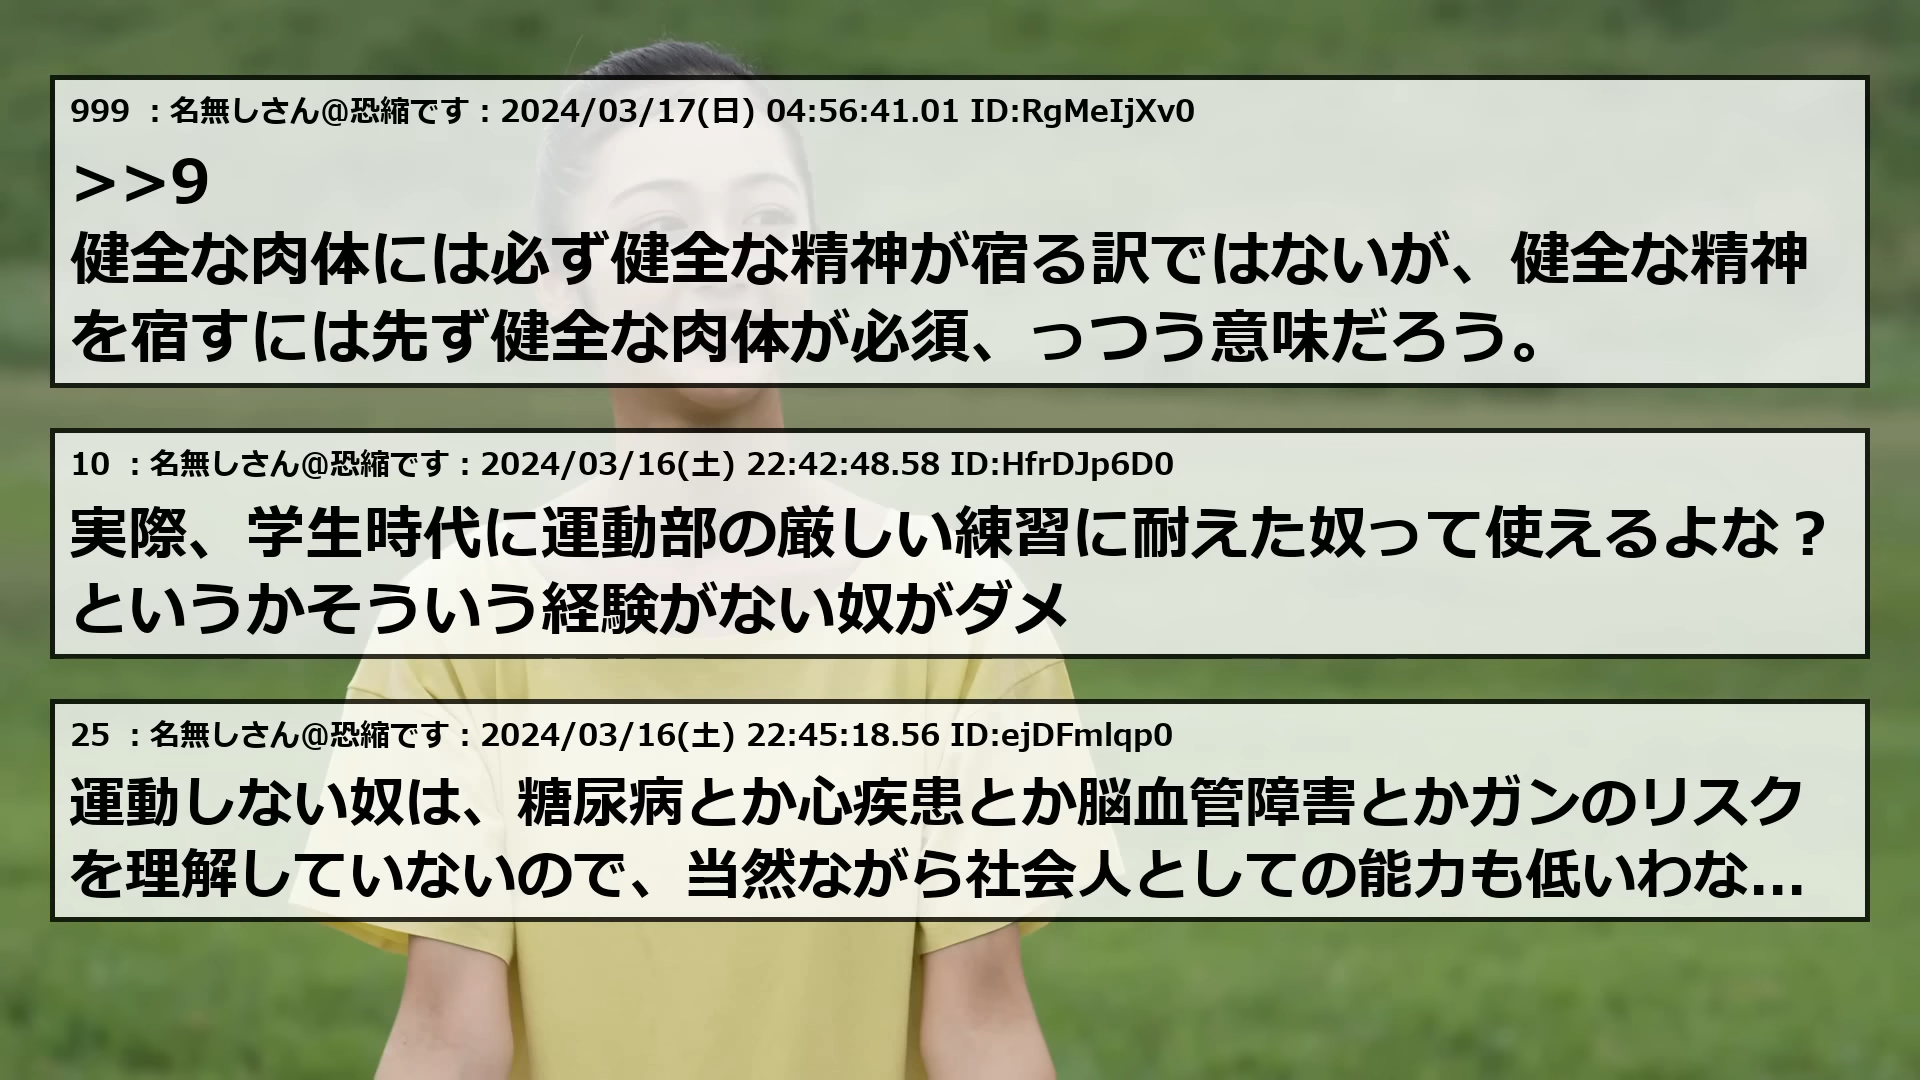 999 ：名無しさん@恐縮です：2024/03/17(日) 04:56:41.01 ID:RgMeIjXv0
>>9
健全な肉体には必ず健全な精神が宿る訳ではないが、健全な精神
を宿すには先ず健全な肉体が必須、っつう意味だろう。
10 ：名無しさん@恐縮です：2024/03/16(土) 22:42:48.58 ID:HfrDJp6D0
実際、学生時代に運動部の厳しい練習に耐えた奴って使えるよな？
というかそういう経験がない奴がダメ
25 ：名無しさん@恐縮です：2024/03/16(土) 22:45:18.56 ID:ejDFmlqp0
運動しない奴は、糖尿病とか心疾患とか脳血管障害とかガンのリスク
を理解していないので、当然ながら社会人としての能力も低いわな...